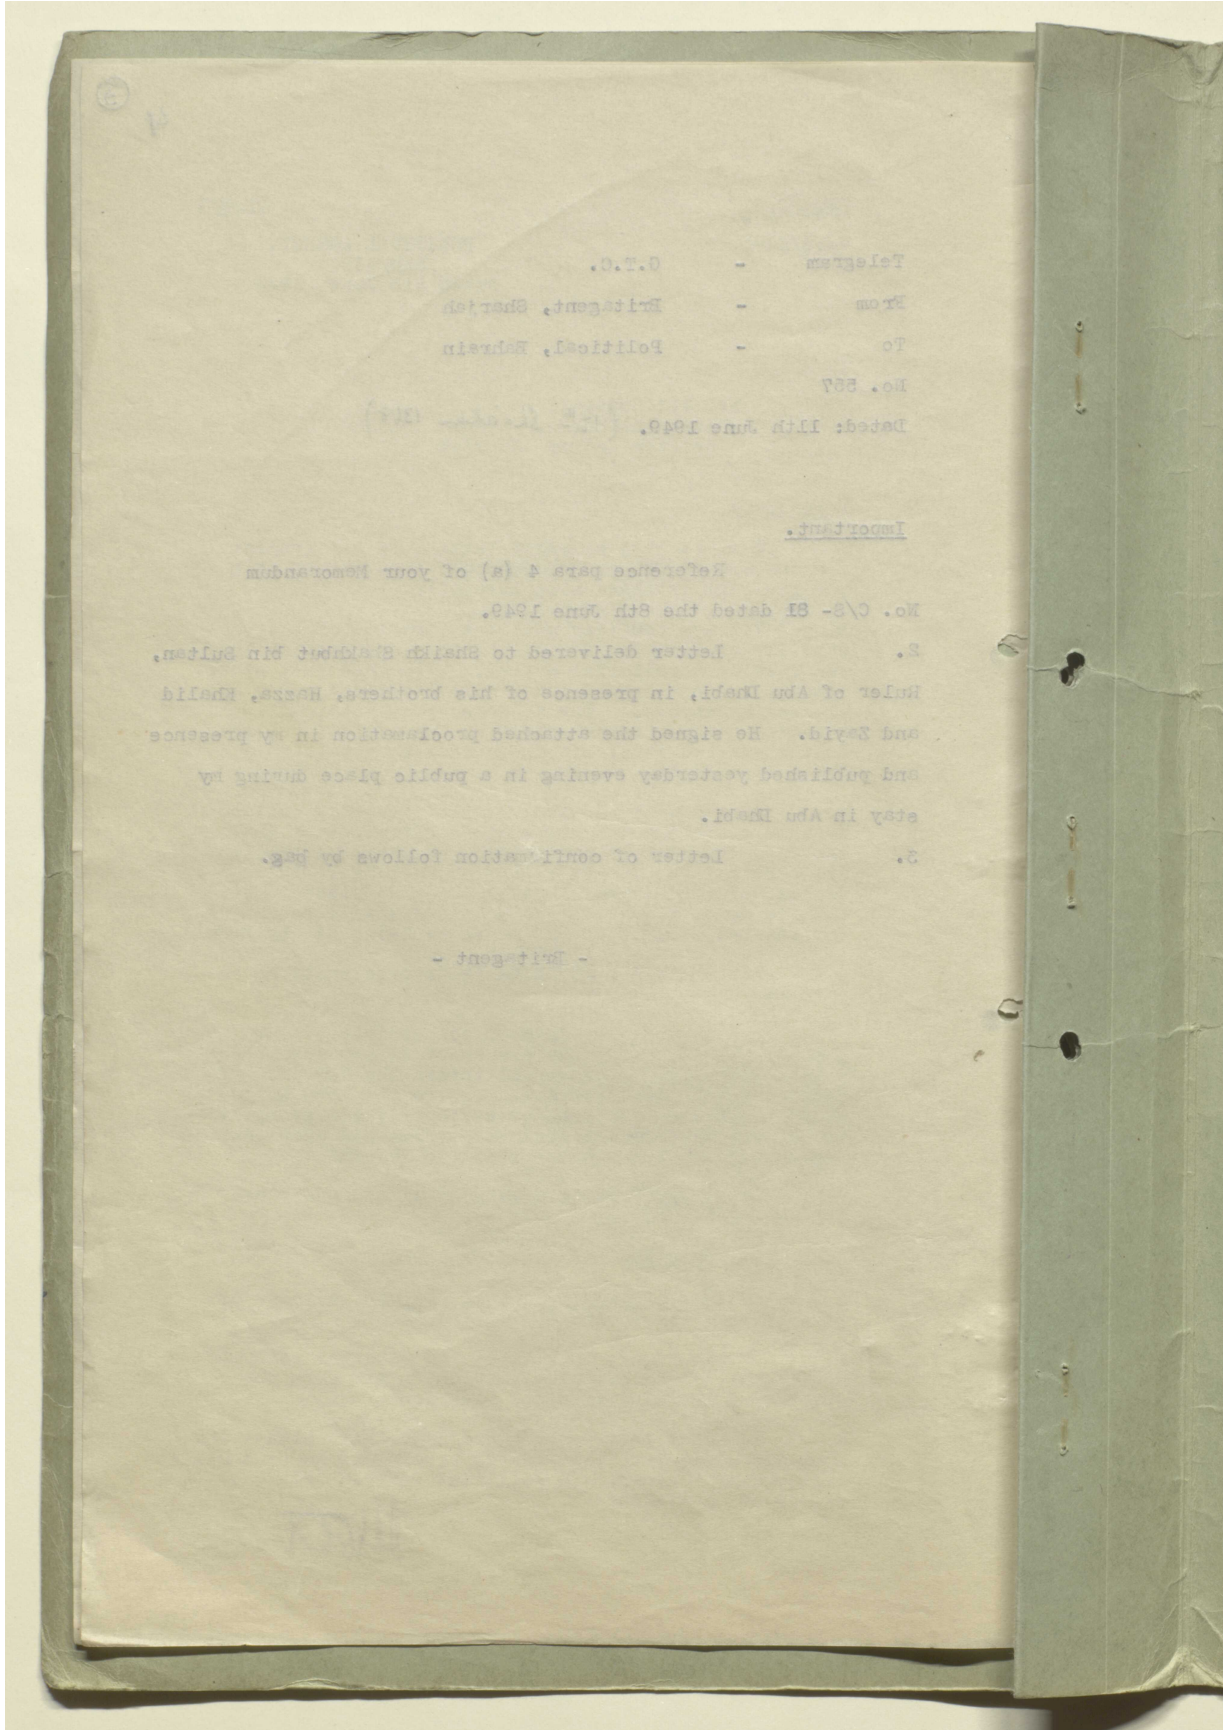 Telegram - G.T.C.
From - Britagent, Sharjah
To - Political, Bahrein
No. 557
Dated: 11th June 1949.
Important.
Reference para 4 (a) of your Memorandum
No. C/S- 81 dated the 8th June 1949.
2. Letter delivered to Shaikh Shakhbut bin Sultan,
Ruler of Abu Dhabi, in presence of his brothers, Hazza, Khalid
and Zayid. He signed the attached proclamation in my presence
and published yesterday evening in a public place during my
stay in Abu Dhabi.
3. Letter of confirmation follows by bag.
- Britagent -